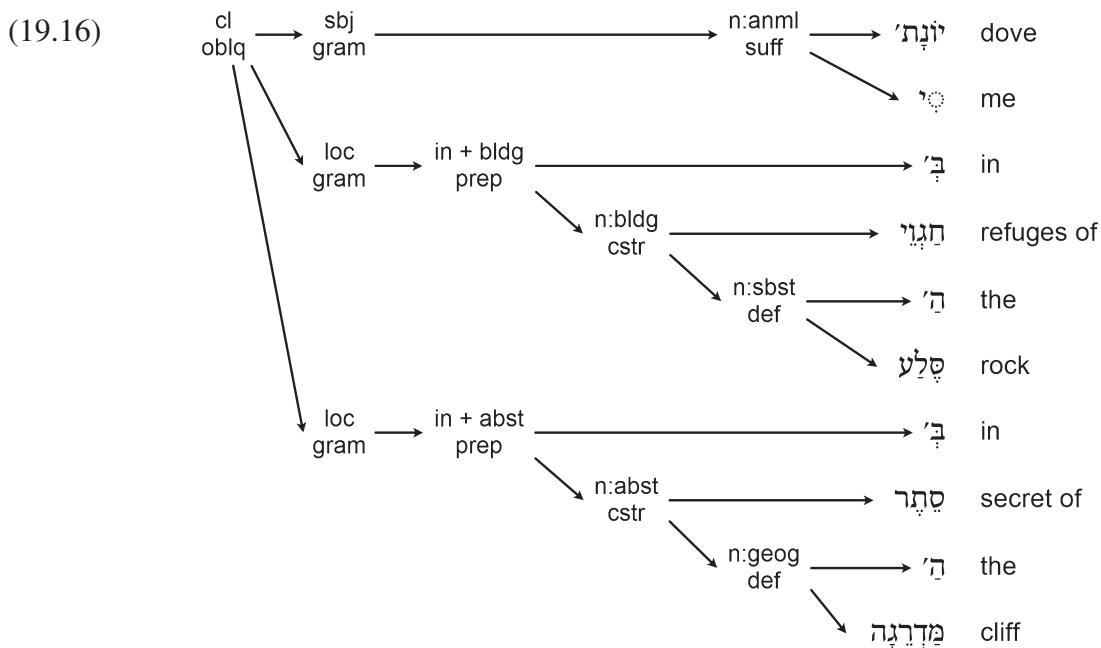 (19.16) cl sbj n:anml יוֹנָת׳ dove
oblq gram suff
◌ִי me
loc in + bldg בְּ׳ in
gram prep
n:bldg חַגְוֵי refuges of
cstr
n:sbst הַ׳ the
def
סֶּלַע rock
loc in + abst בְּ׳ in
gram prep
n:abst סֵתֶר secret of
cstr
n:geog הַ׳ the
def
מַּדְרֵגָה cliff